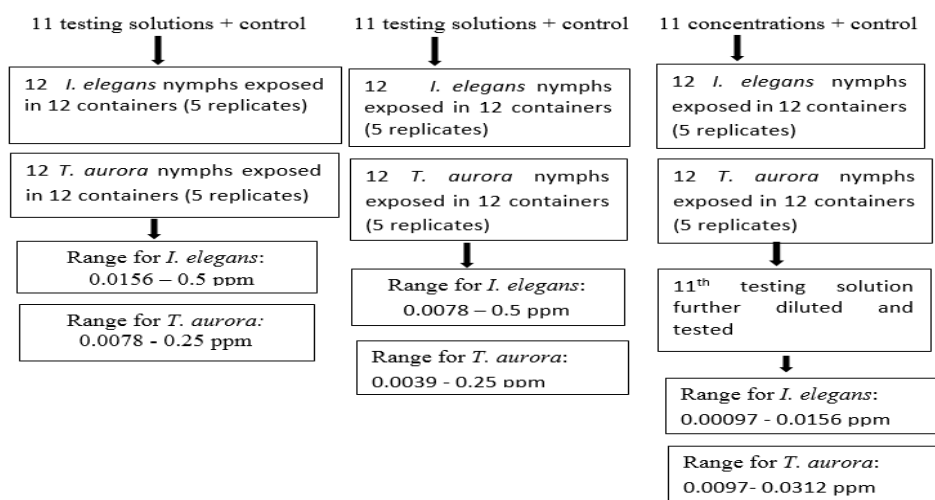 11 testing solutions + control
12 I. elegans nymphs exposed
in 12 containers (5 replicates)
12 T. aurora nymphs exposed
in 12 containers (5 replicates)
Range for I. elegans:
0.0156 – 0.5 ppm
Range for T. aurora:
0.0078 - 0.25 ppm
11 testing solutions + control
12 I. elegans nymphs
exposed in 12 containers
(5 replicates)
12 T. aurora nymphs
exposed in 12 containers
(5 replicates)
Range for I. elegans:
0.0078 – 0.5 ppm
Range for T. aurora:
0.0039 - 0.25 ppm
11 concentrations + control
12 I. elegans nymphs
exposed in 12 containers
(5 replicates)
12 T. aurora nymphs
exposed in 12 containers
(5 replicates)
11th testing solution
further diluted and
tested
Range for I. elegans:
0.00097 - 0.0156 ppm
Range for T. aurora:
0.0097- 0.0312 ppm